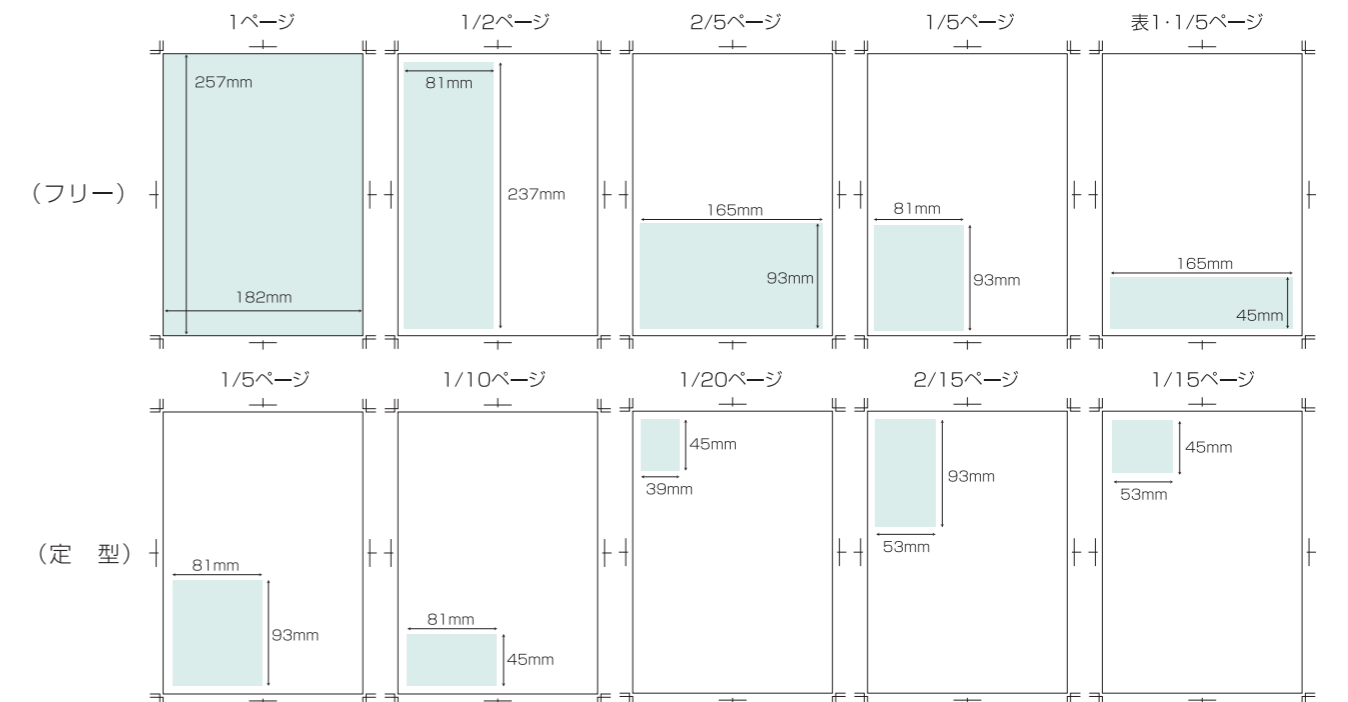 1ページ
1/2ページ
2/5ページ
1/5ページ
表1・1/5ページ
（フリー）
257mm
182mm
81mm
237mm
165mm
93mm
81mm
93mm
165mm
45mm
1/5ページ
1/10ページ
1/20ページ
2/15ページ
1/15ページ
（定　型）
81mm
93mm
81mm
45mm
45mm
39mm
93mm
53mm
45mm
53mm